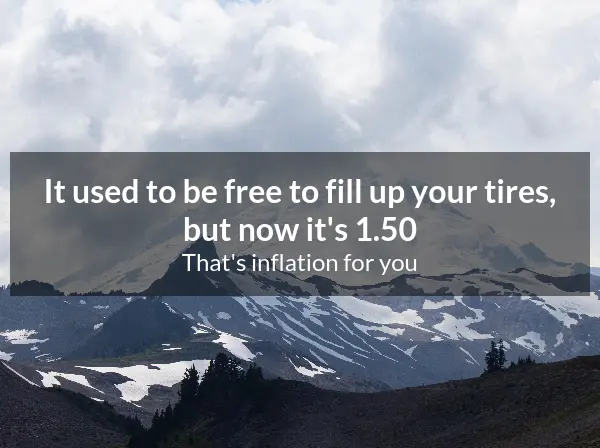 It used to be free to fill up your tires,
but now it's 1.50
That's inflation for you